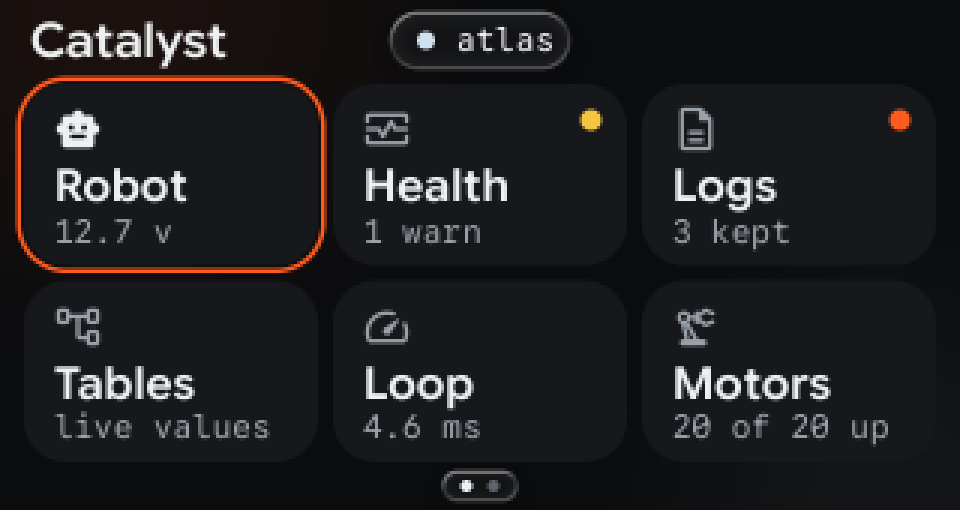 Catalyst
atlas
Robot
12.7 v
Health
1 warn
Logs
3 kept
Tables
live values
Loop
4.6 ms
Motors
20 of 20 up